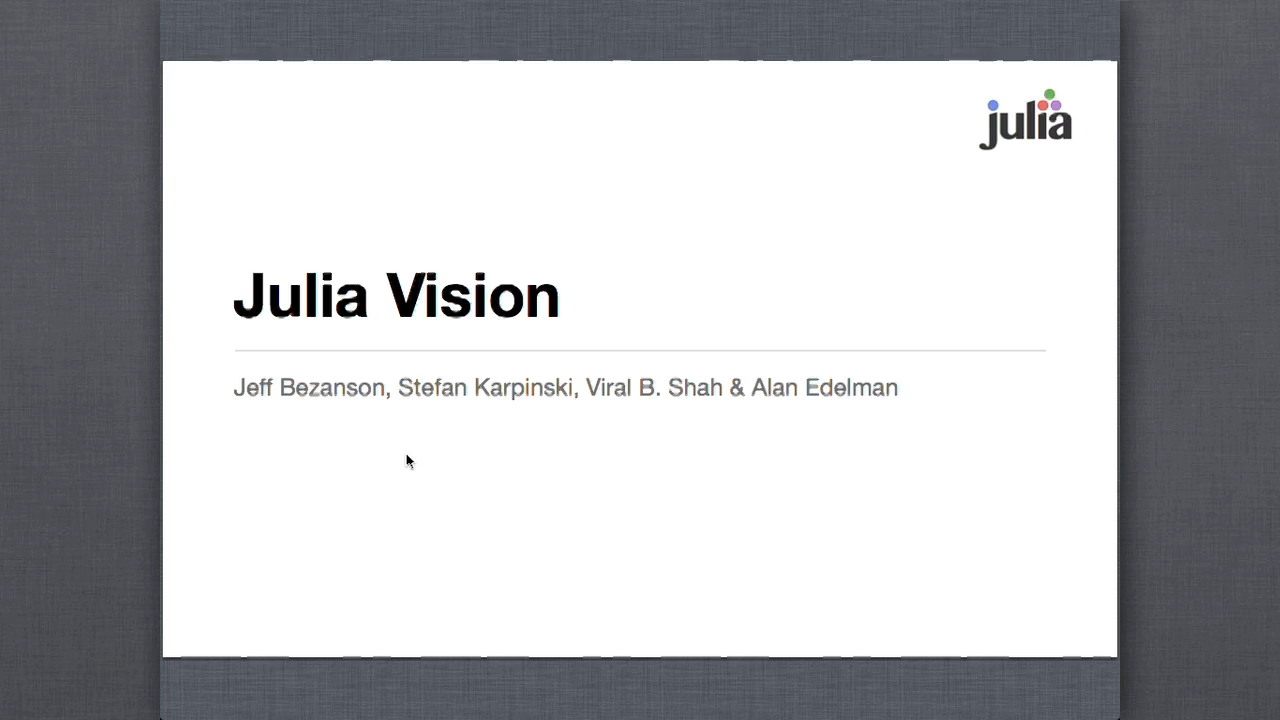 julia
Julia Vision
Jeff Bezanson, Stefan Karpinski, Viral B. Shah & Alan Edelman